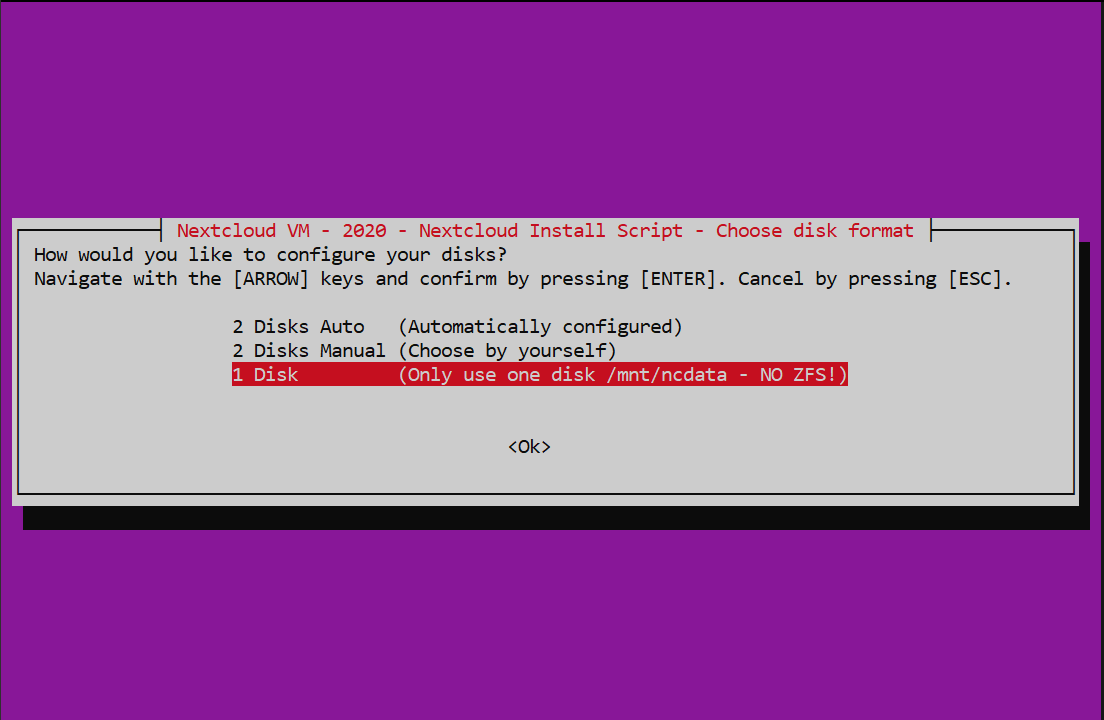 Nextcloud VM - 2020 - Nextcloud Install Script - Choose disk format
How would you like to configure your disks?
Navigate with the [ARROW] keys and confirm by pressing [ENTER]. Cancel by pressing [ESC].
2 Disks Auto   (Automatically configured)
2 Disks Manual (Choose by yourself)
1 Disk         (Only use one disk /mnt/ncdata - NO ZFS!)
<Ok>